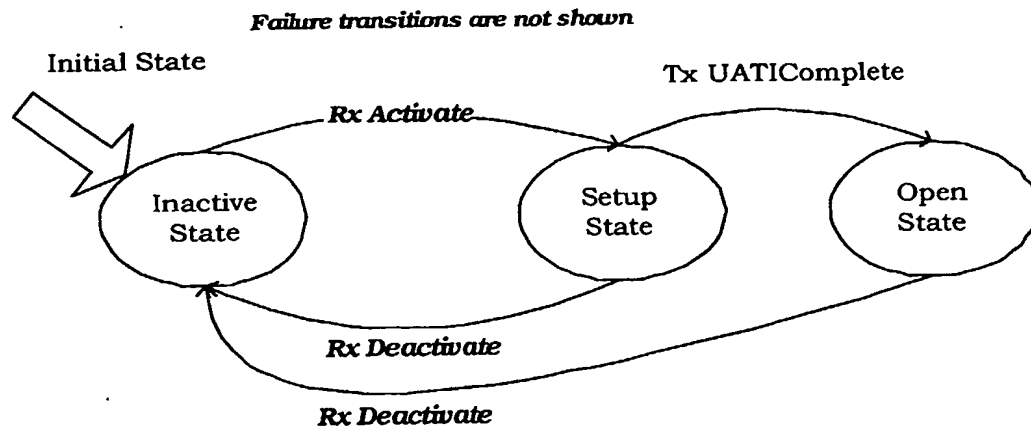 Failure transitions are not shown
Initial State
Tx UATIComplete
Rx Activate
Inactive
State
Setup
State
Open
State
Rx Deactivate
Rx Deactivate